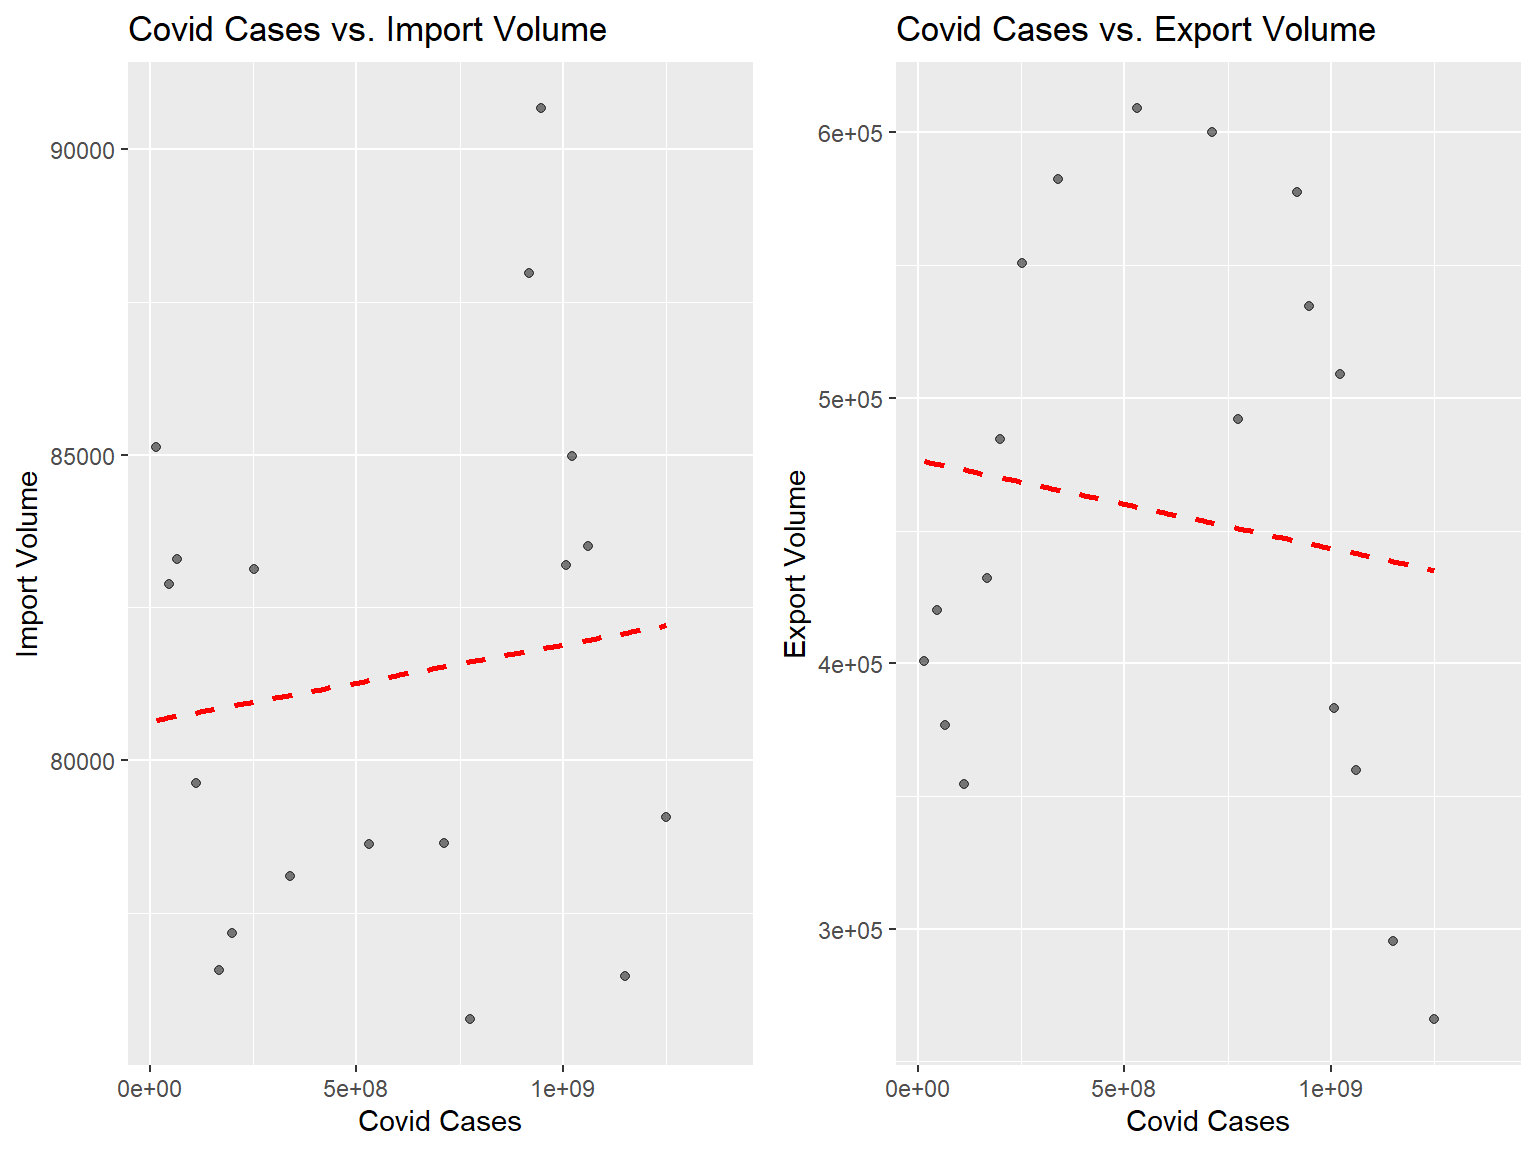 Covid Cases vs. Import Volume
90000
85000
80000
Import Volume
0e+00 5e+08 1e+09
Covid Cases
Covid Cases vs. Export Volume
6e+05
5e+05
4e+05
3e+05
Export Volume
0e+00 5e+08 1e+09
Covid Cases